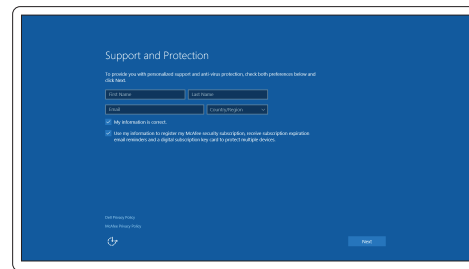 Support and Protection
To provide you with personalized support and anti-virus protection, check both preferences below and
click Next.
First Name Last Name
Email Country/Region
My information is correct.
Use my information to register my McAfee security subscription, receive subscription expiration
email reminders and a digital subscription key card to protect multiple devices.
Dell Privacy Policy
McAfee Privacy Policy
Next